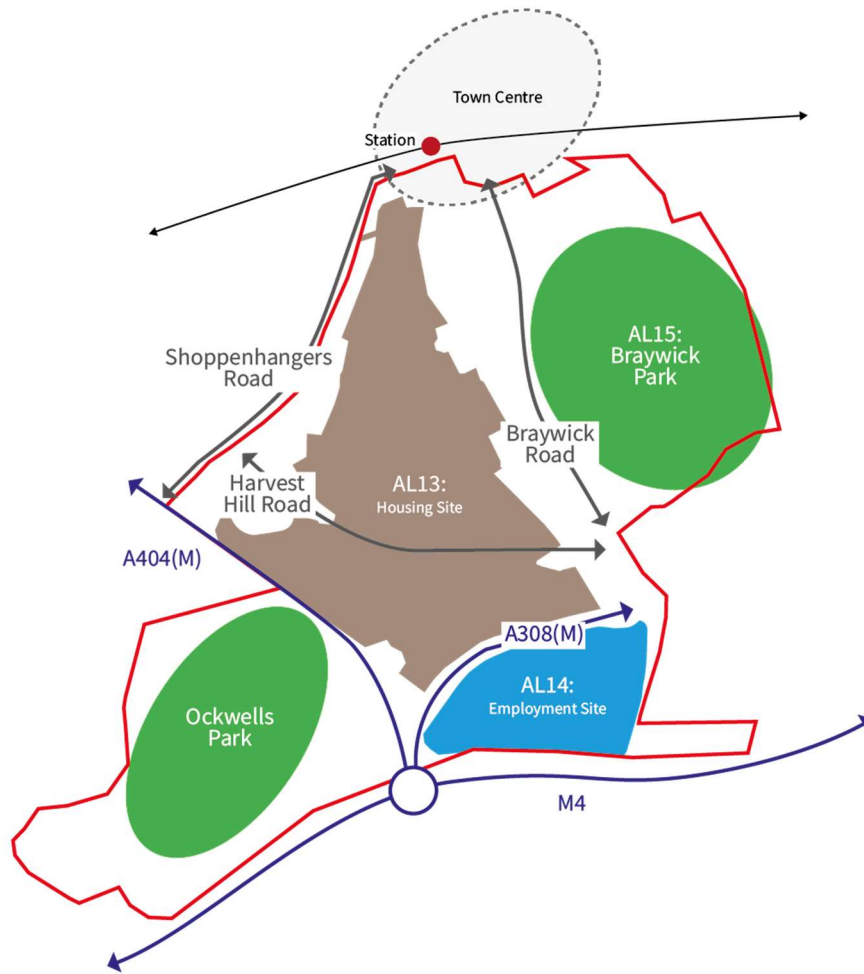 Town Centre
Station
AL15:
Braywick
Park
Shoppenhangers
Road
Braywick
Road
AL13:
Housing Site
Harvest
Hill Road
A404(M)
A308(M)
AL14:
Employment Site
Ockwells
Park
M4